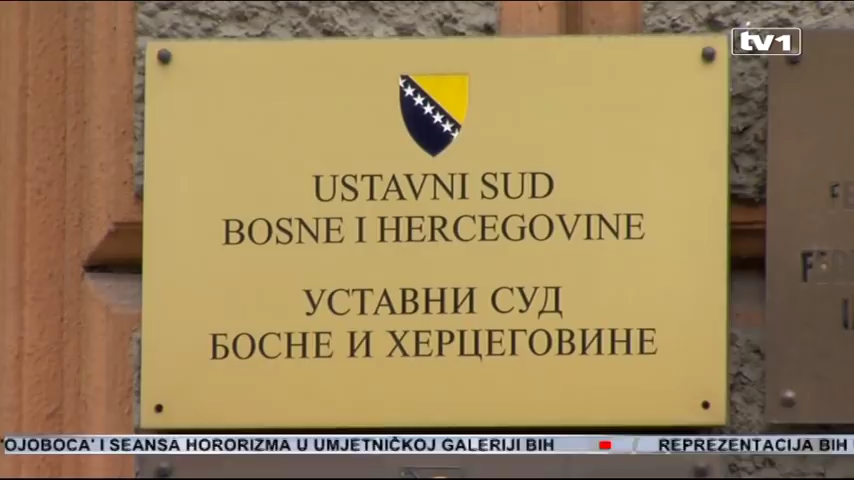 tv1
USTAVNI SUD
BOSNE I HERCEGOVINE
УСТАВНИ СУД
БОСНЕ И ХЕРЦЕГОВИНЕ
'OJOBOCA' I SEANSA HORORIZMA U UMJETNIČKOJ GALERIJI BIH
REPREZENTACIJA BIH